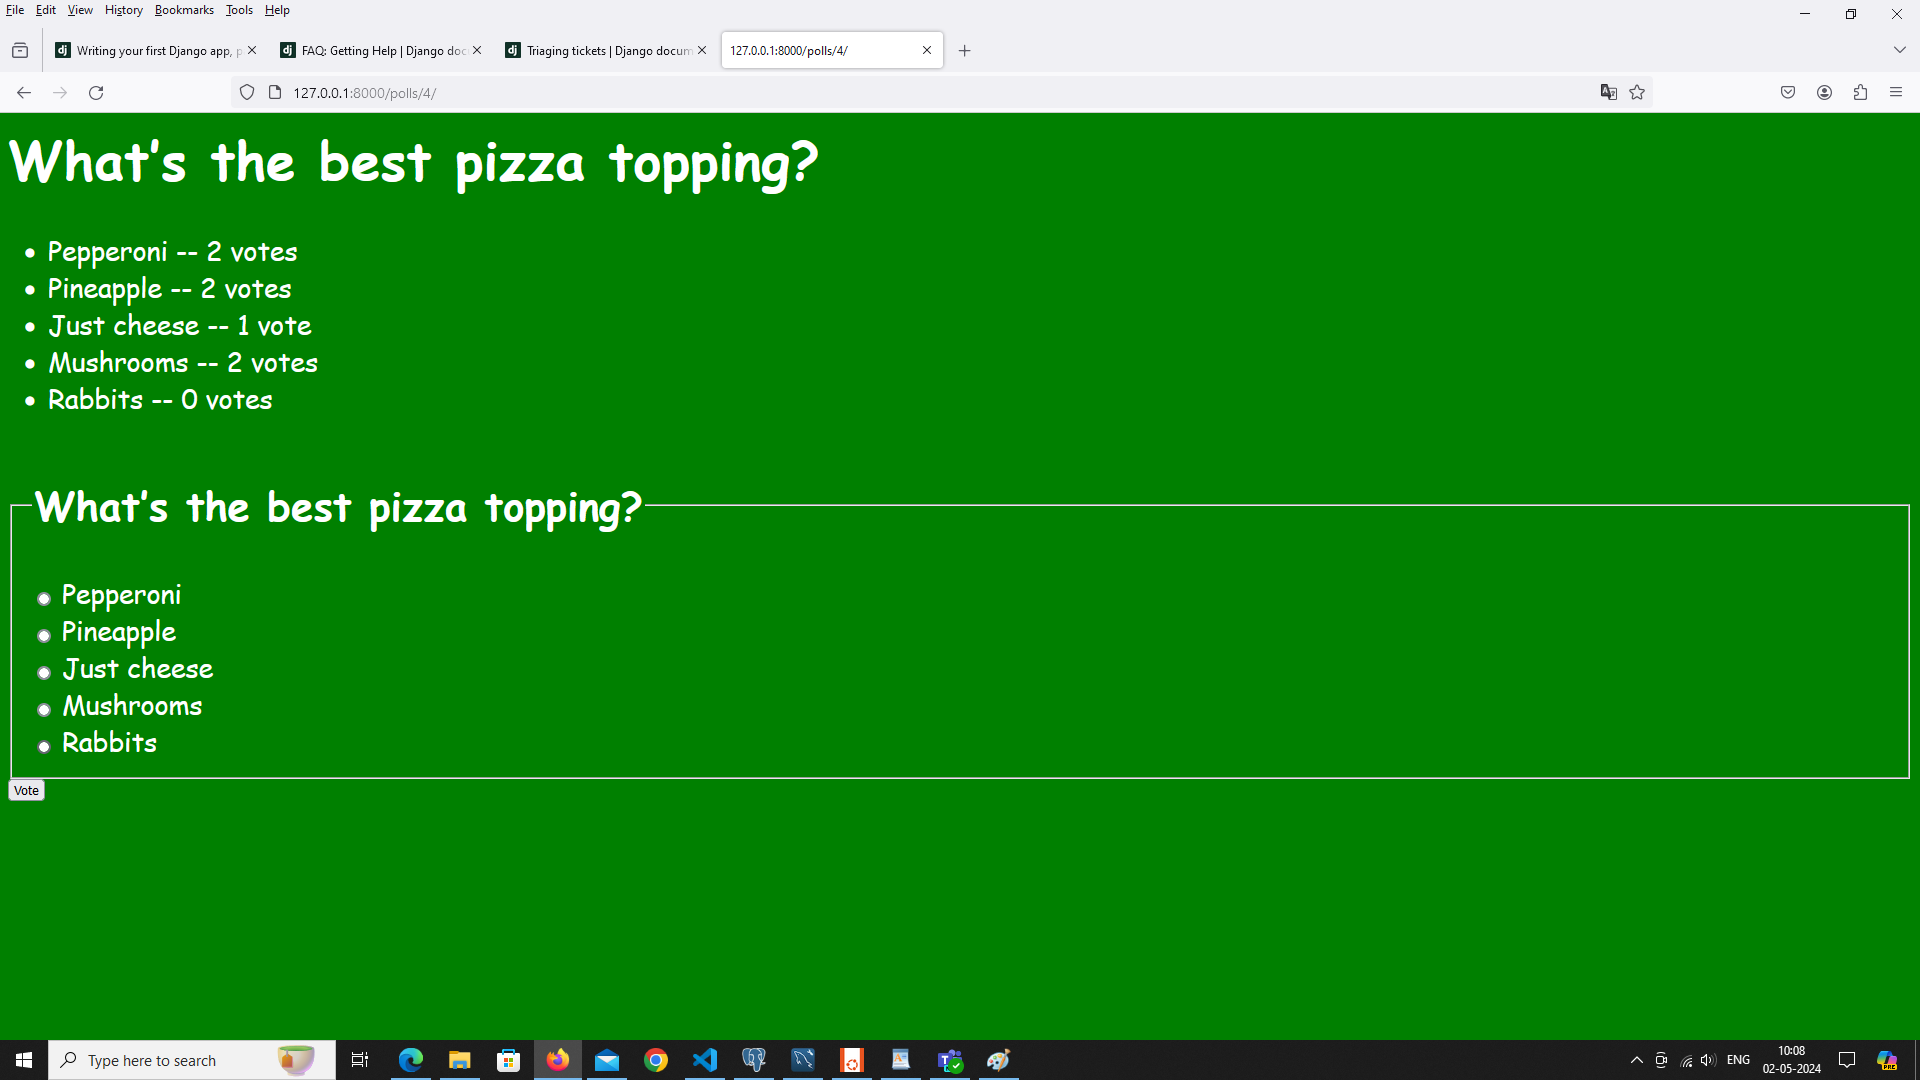 File Edit View History Bookmarks Tools Help
Writing your first Django app, p
FAQ: Getting Help | Django doc
Triaging tickets | Django docum
127.0.0.1:8000/polls/4/
127.0.0.1:8000/polls/4/
What's the best pizza topping?
Pepperoni -- 2 votes
Pineapple -- 2 votes
Just cheese -- 1 vote
Mushrooms -- 2 votes
Rabbits -- 0 votes
What's the best pizza topping?
Pepperoni
Pineapple
Just cheese
Mushrooms
Rabbits
Vote
Type here to search
ENG
10:08
02-05-2024